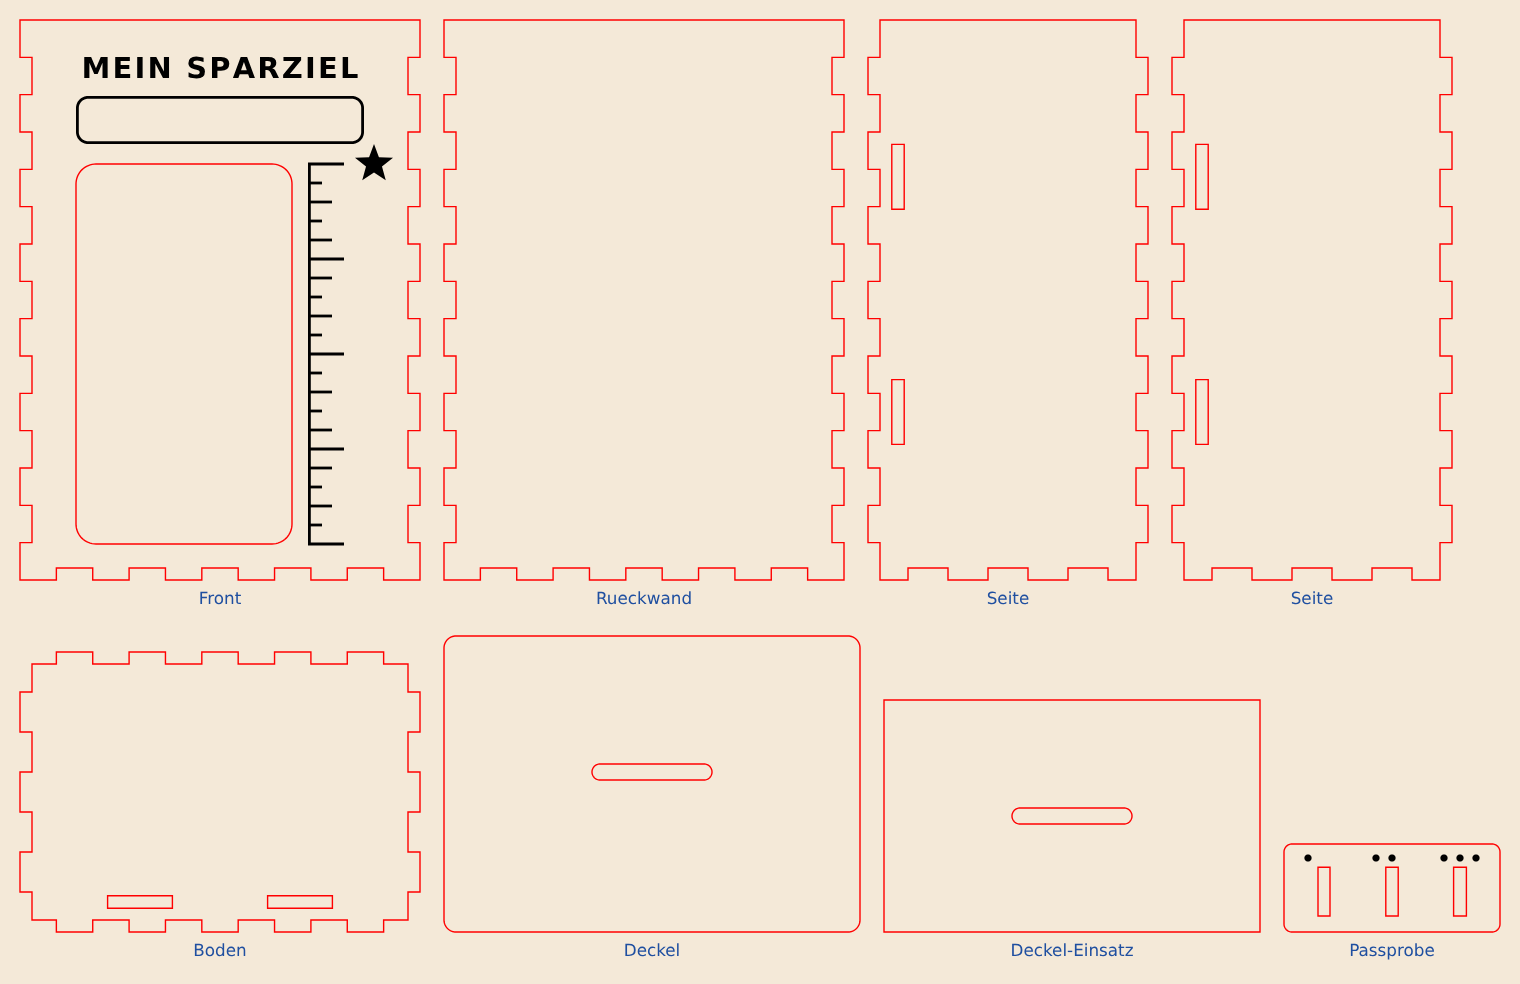 MEIN SPARZIEL
Front
Rueckwand
Seite
Seite
Boden
Deckel
Deckel-Einsatz
Passprobe